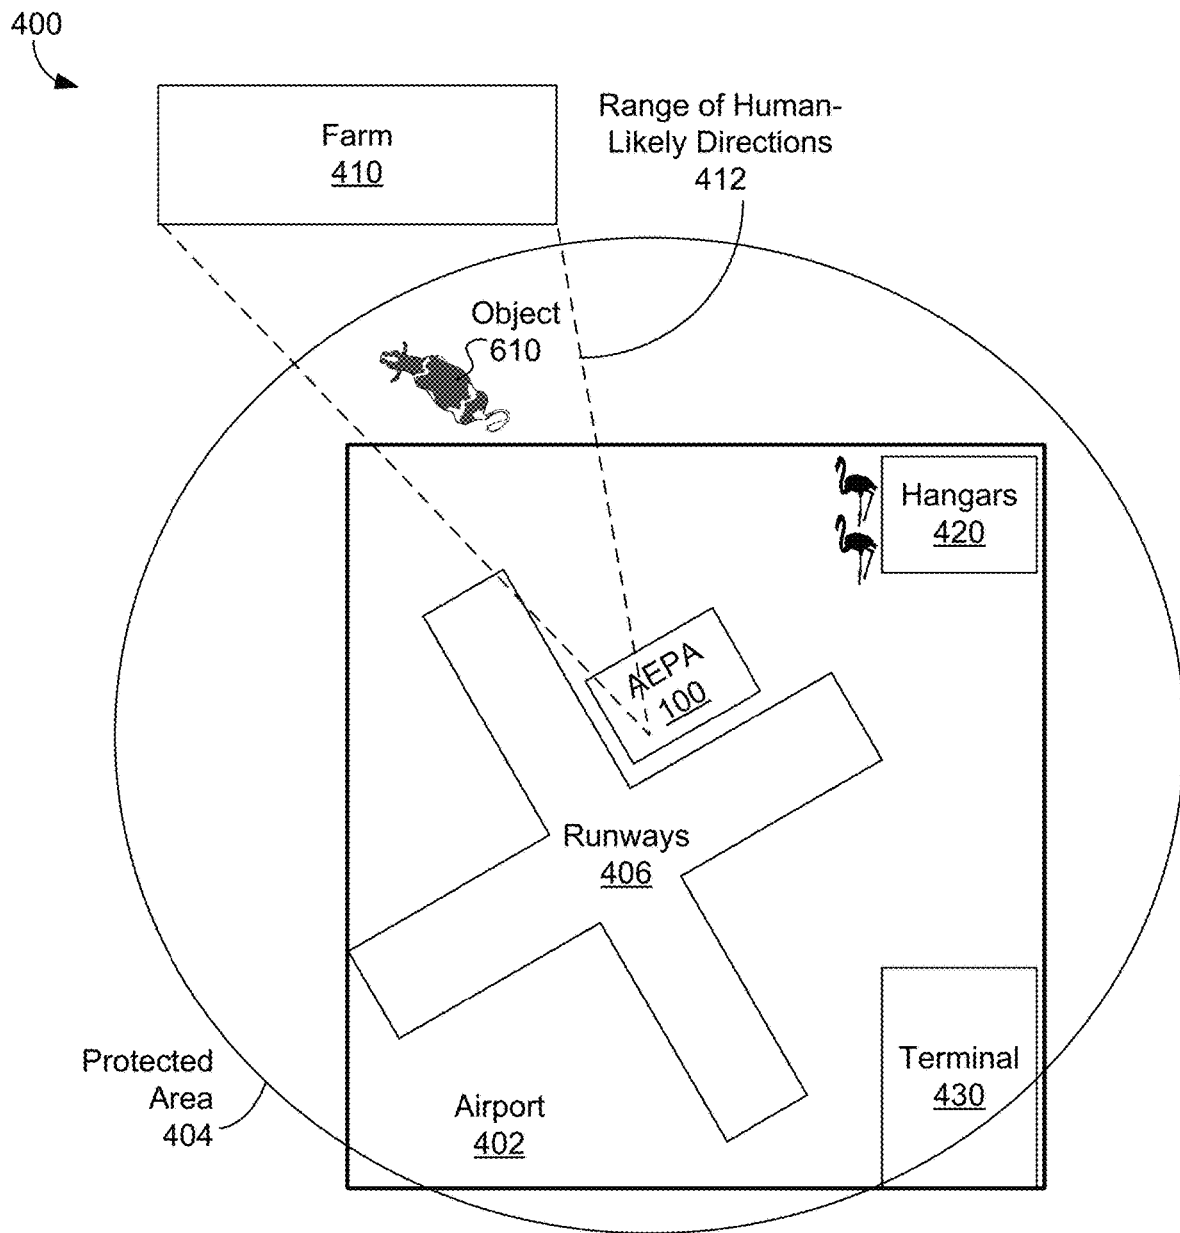 400
Farm
410
Range of Human-
Likely Directions
412
Object
610
Hangars
420
AEPA
100
Runways
406
Protected
Area
404
Airport
402
Terminal
430